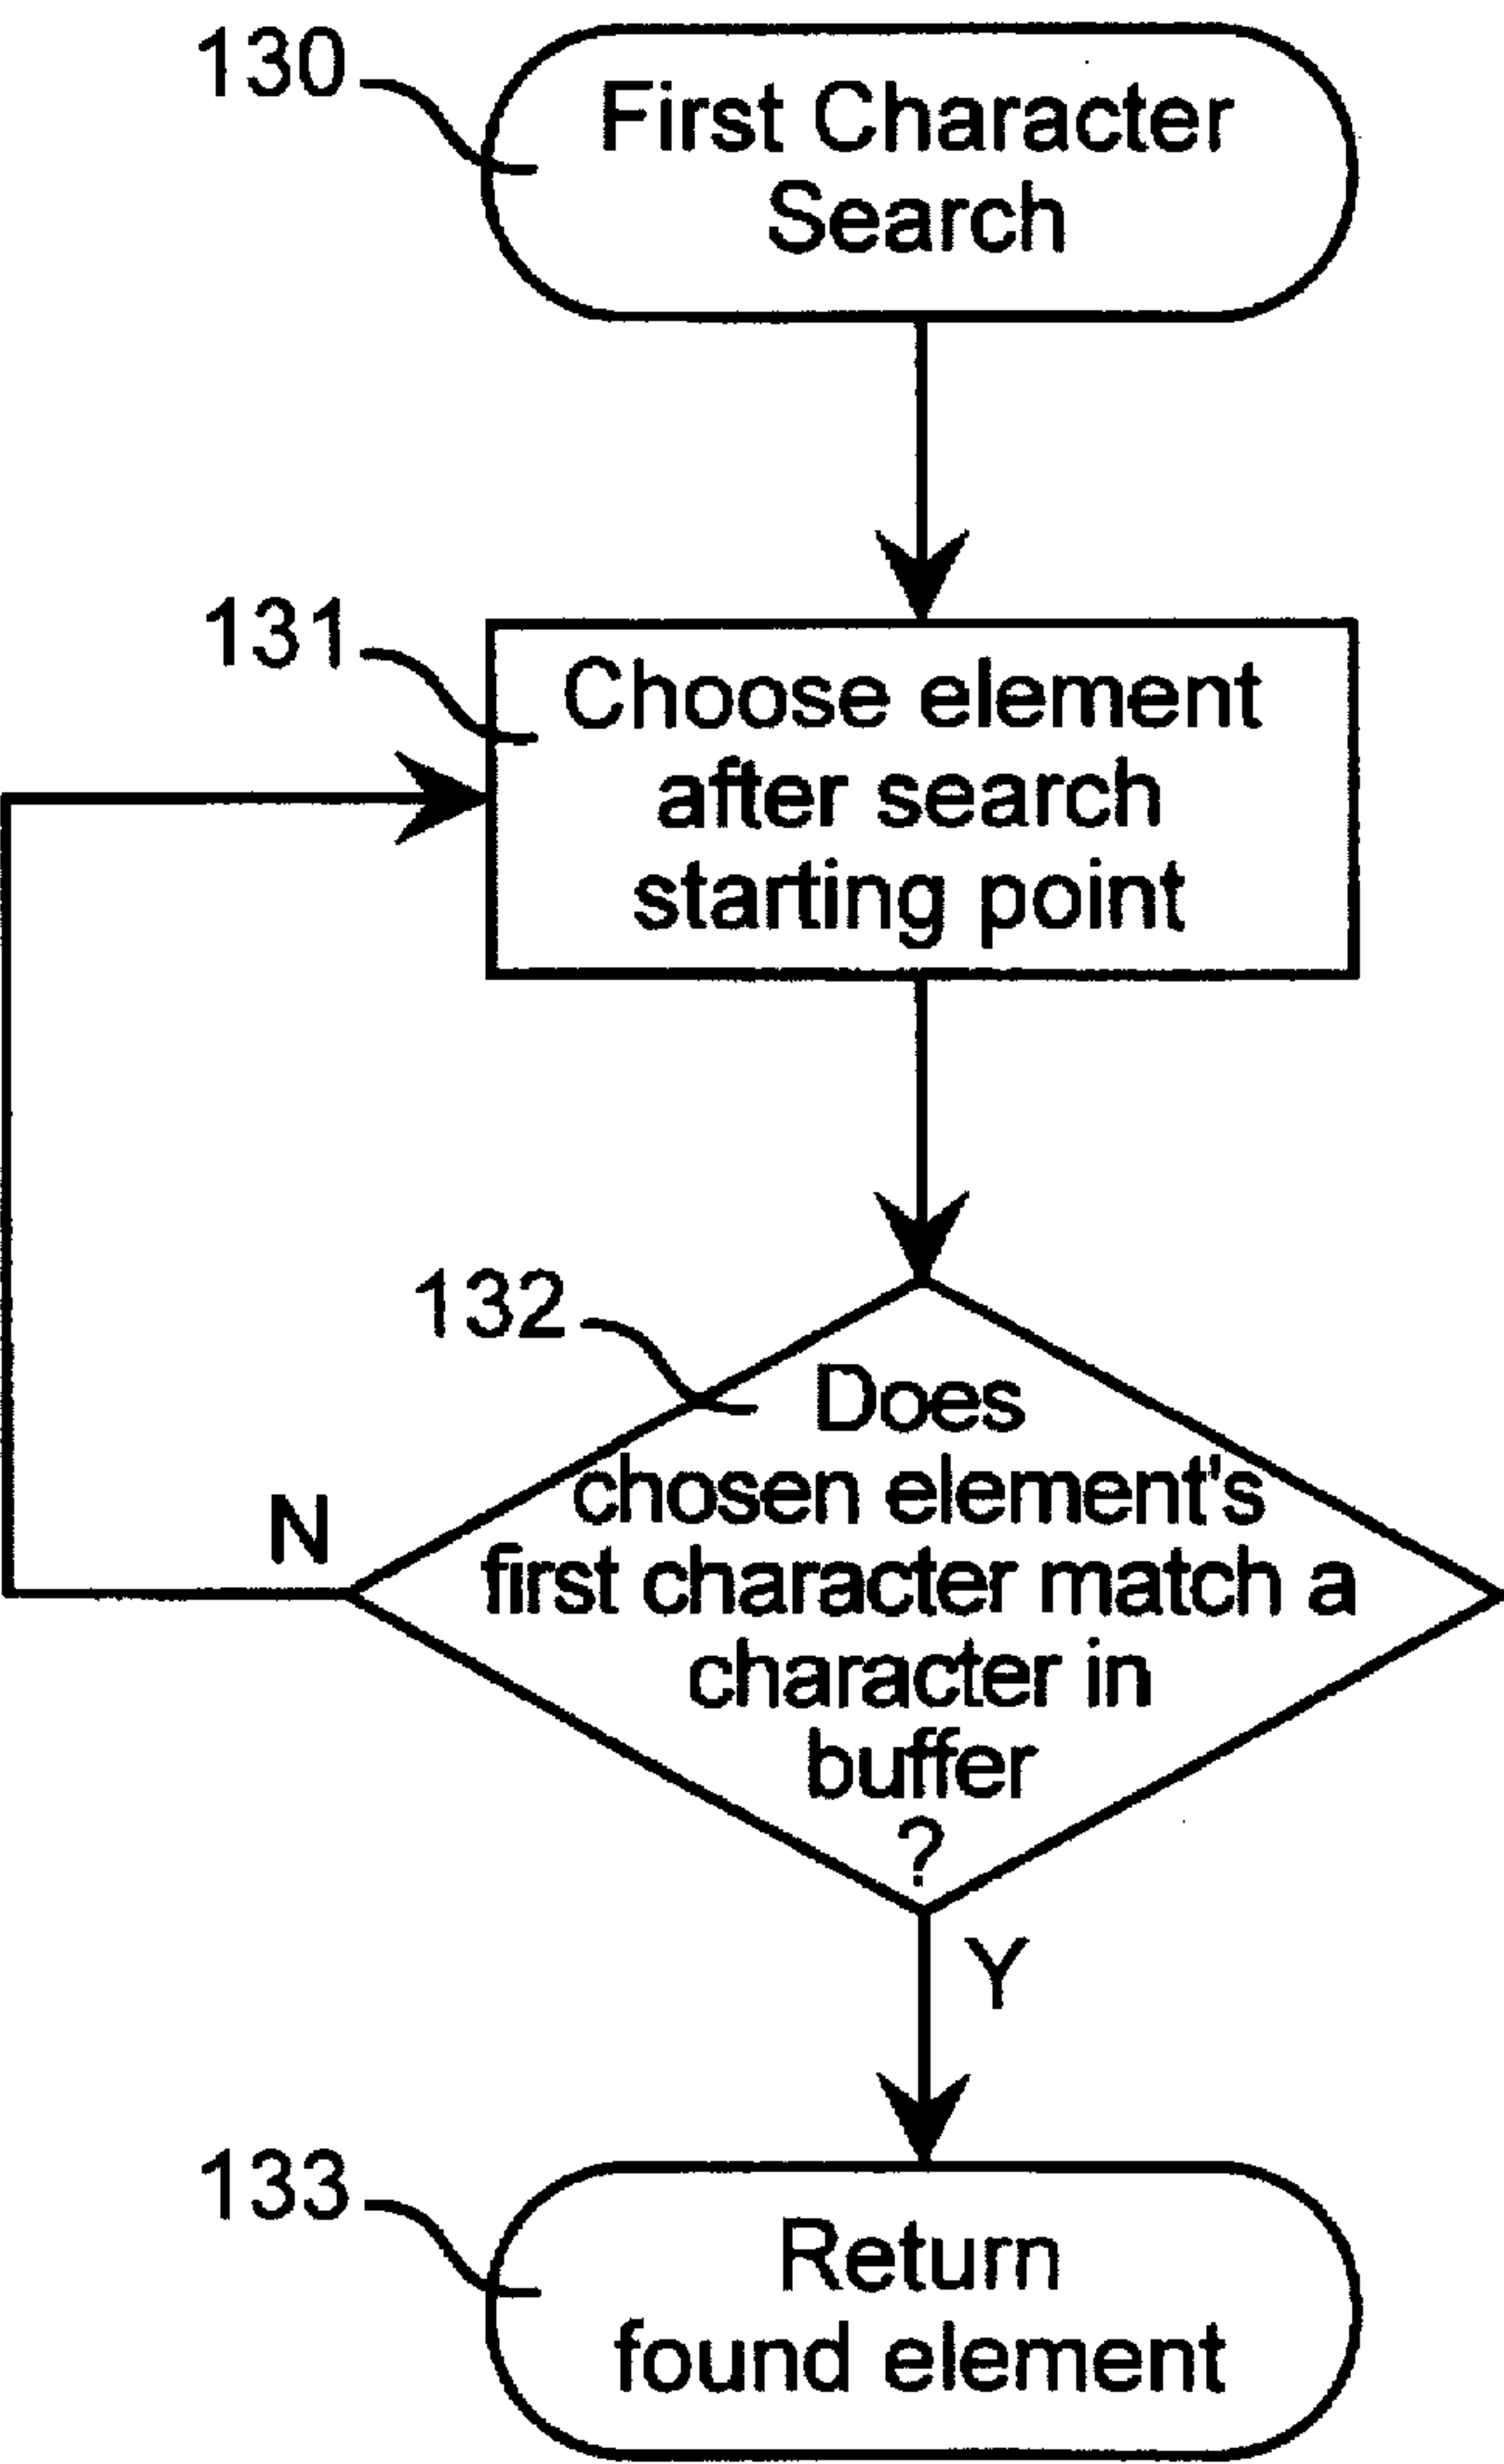 130
First Character
Search
131
Choose element
after search
starting point
132
Does
chosen element's
first character match a
character in
buffer
?
N
Y
133
Return
found element